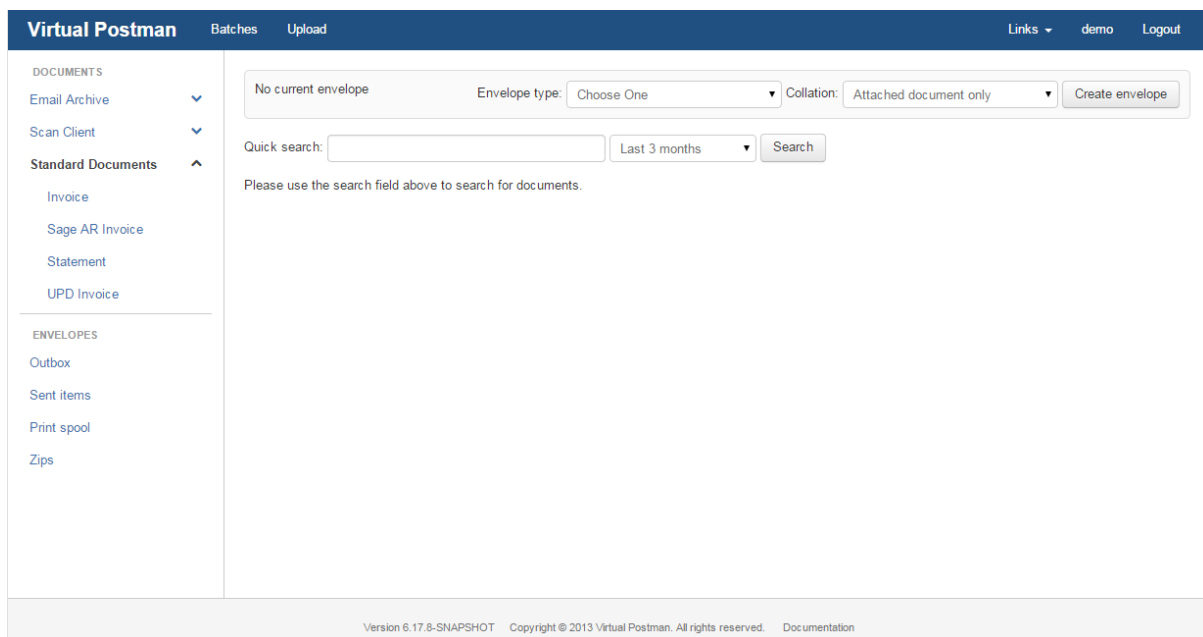 Virtual Postman Batches Upload Links demo Logout
DOCUMENTS
Email Archive
Scan Client
Standard Documents
Invoice
Sage AR Invoice
Statement
UPD Invoice
ENVELOPES
Outbox
Sent items
Print spool
Zips
No current envelope Envelope type: Choose One Collation: Attached document only Create envelope
Quick search: Last 3 months Search
Please use the search field above to search for documents.
Version 6.17.8-SNAPSHOT Copyright © 2013 Virtual Postman. All rights reserved. Documentation